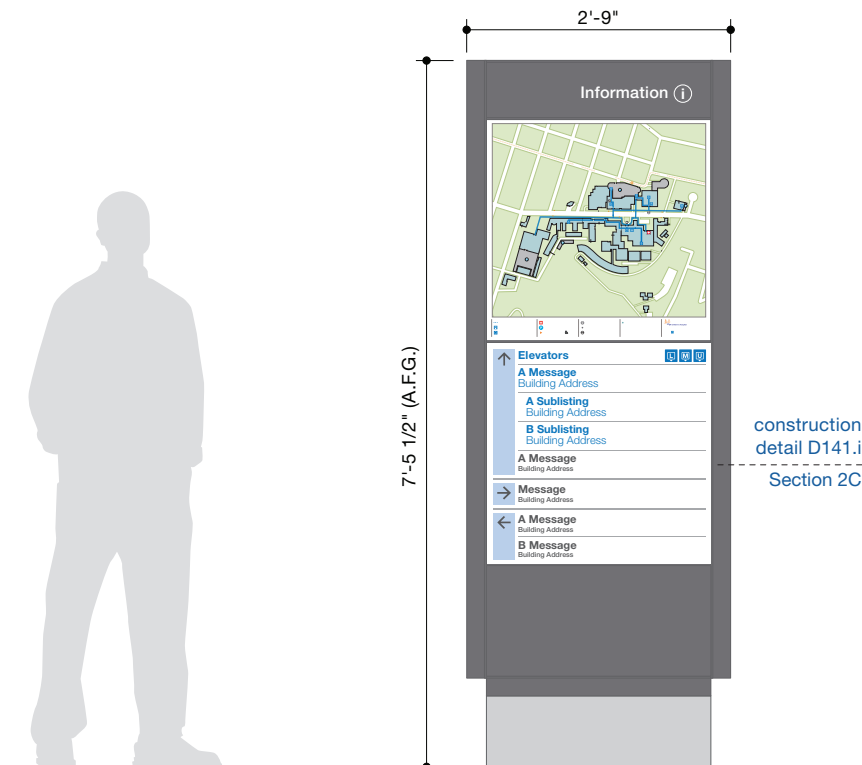 2'-9"
Information i
7'-5 1/2" (A.F.G.)
Elevators L M U
A Message
Building Address
A Sublisting
Building Address
B Sublisting
Building Address
A Message
Building Address
Message
Building Address
A Message
Building Address
B Message
Building Address
construction
detail D141.i
Section 2C